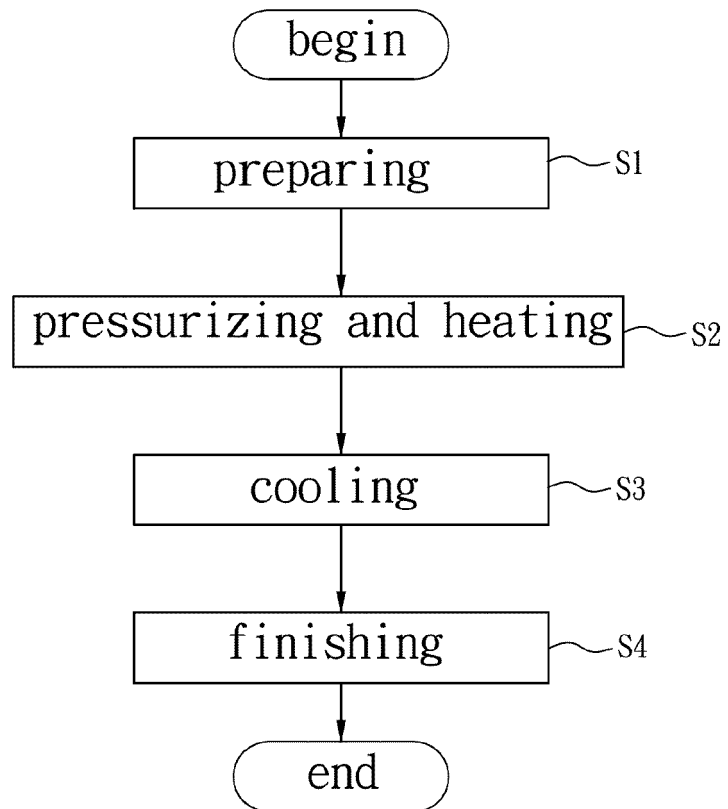 begin
preparing
S1
pressurizing and heating
S2
cooling
S3
finishing
S4
end